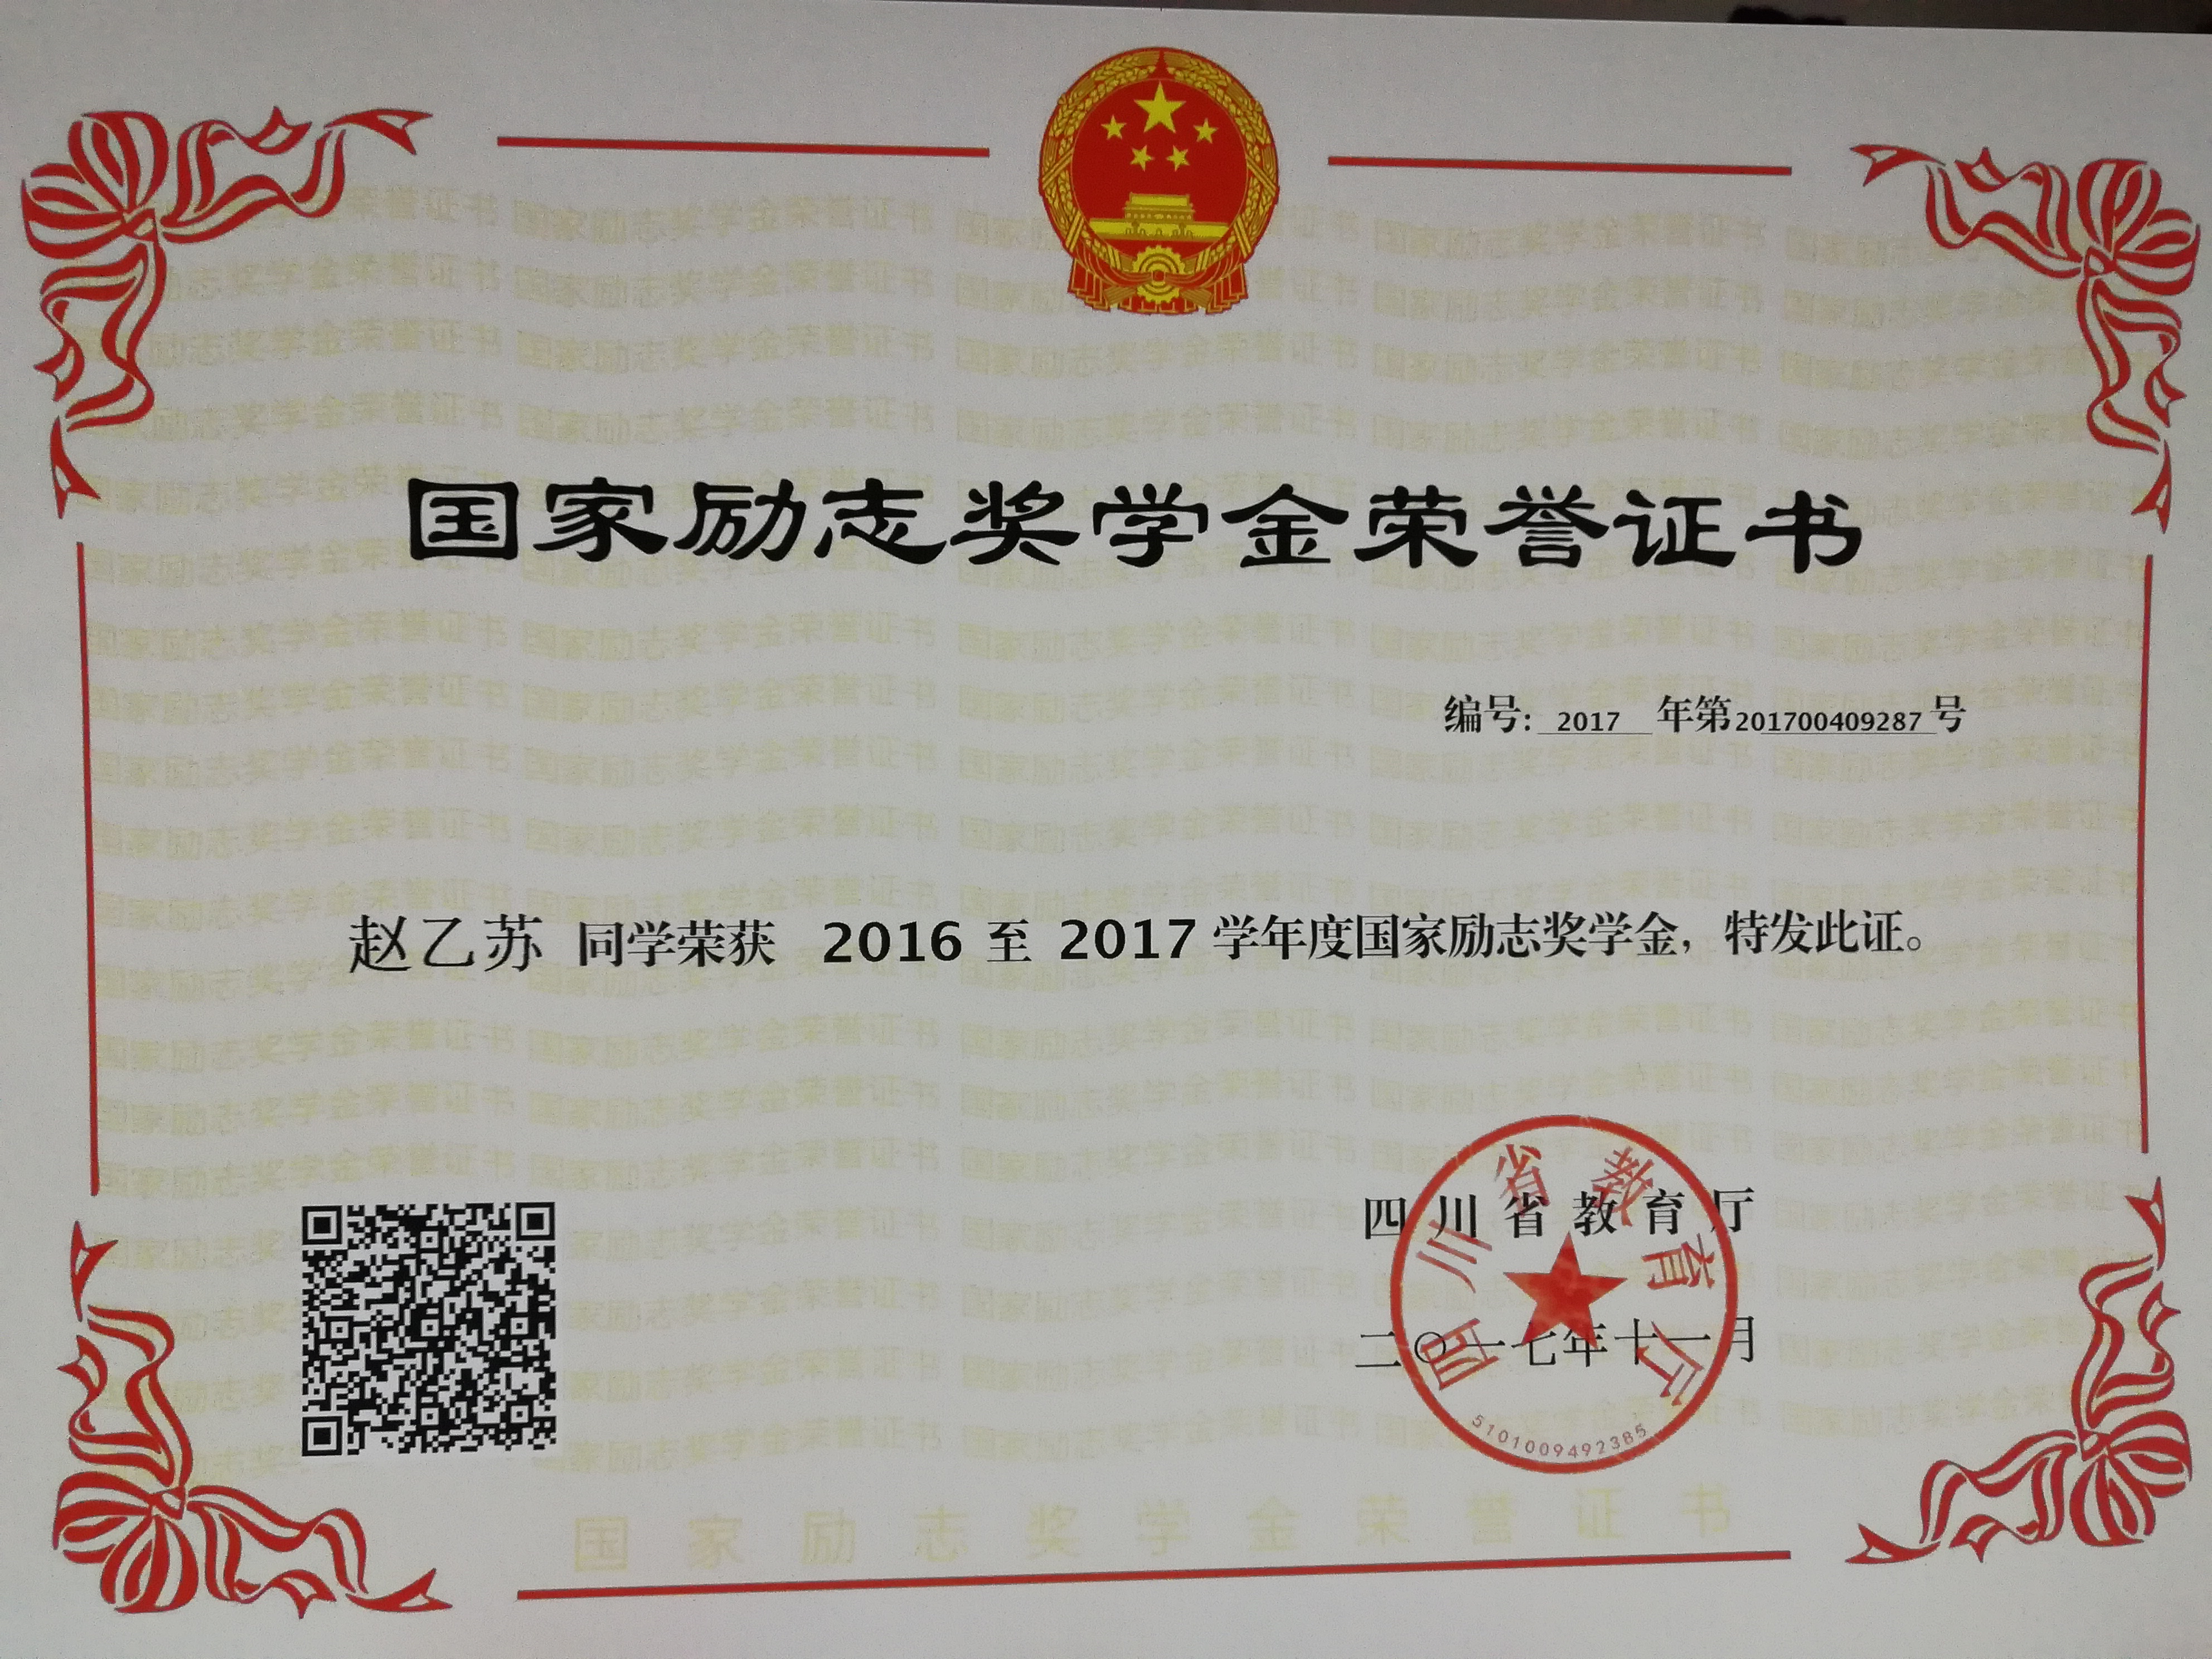 国家励志奖学金荣誉证书
编号: 2017 年第201700409287号
赵乙苏 同学荣获 2016 至 2017 学年度国家励志奖学金，特发此证。
四川省教育厅
二〇一七年十一月
四川省教育厅
5101009492385
国家励志奖学金荣誉证书